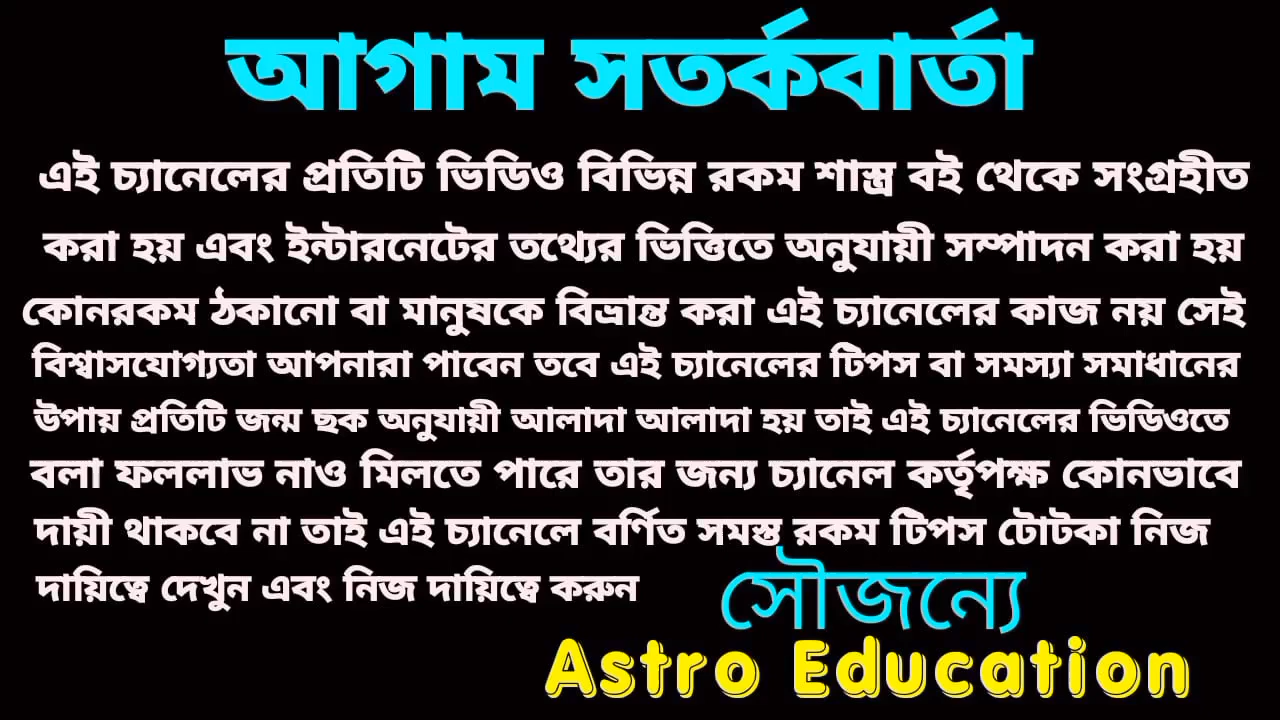 আগাম সতর্কবার্তা
এই চ্যানেলের প্রতিটি ভিডিও বিভিন্ন রকম শাস্ত্র বই থেকে সংগ্রহীত
করা হয় এবং ইন্টারনেটের তথ্যের ভিত্তিতে অনুযায়ী সম্পাদন করা হয়
কোনরকম ঠকানো বা মানুষকে বিভ্রান্ত করা এই চ্যানেলের কাজ নয় সেই
বিশ্বাসযোগ্যতা আপনারা পাবেন তবে এই চ্যানেলের টিপস বা সমস্যা সমাধানের
উপায় প্রতিটি জন্ম ছক অনুযায়ী আলাদা আলাদা হয় তাই এই চ্যানেলের ভিডিওতে
বলা ফললাভ নাও মিলতে পারে তার জন্য চ্যানেল কর্তৃপক্ষ কোনভাবে
দায়ী থাকবে না তাই এই চ্যানেলে বর্ণিত সমস্ত রকম টিপস টোটকা নিজ
দায়িত্বে দেখুন এবং নিজ দায়িত্বে করুন
সৌজন্যে
Astro Education